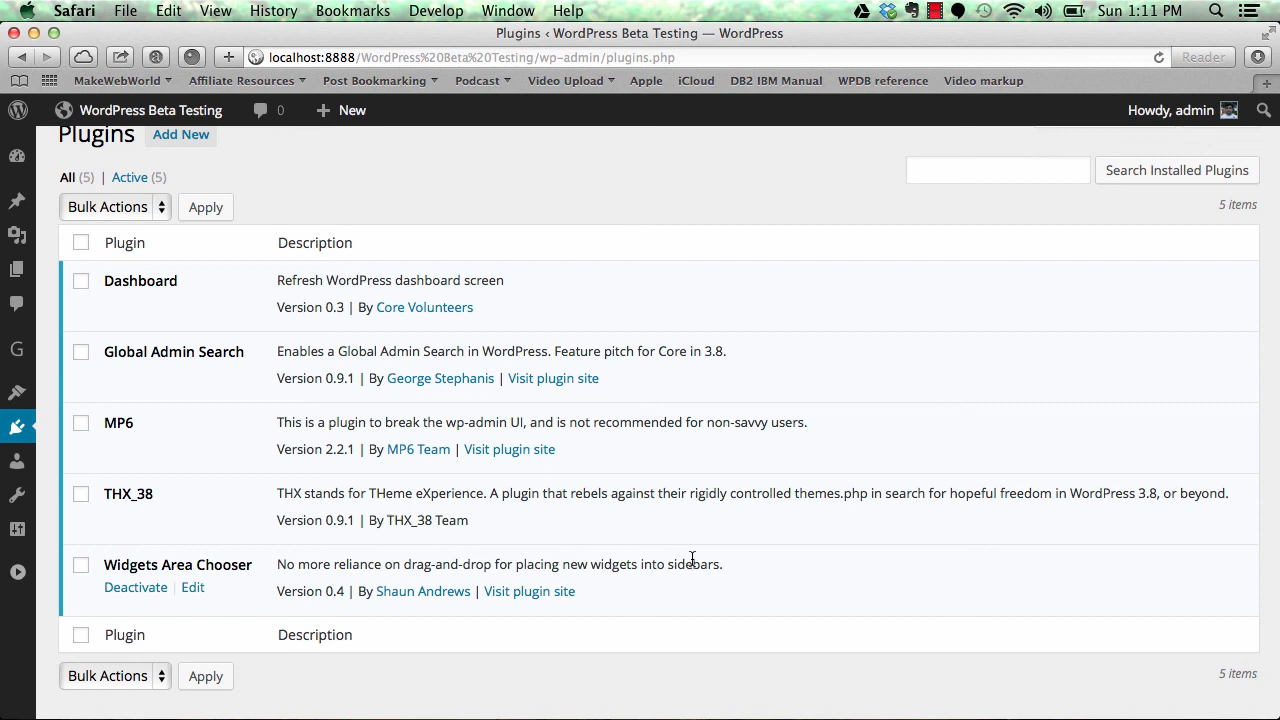 Safari File Edit View History Bookmarks Develop Window Help Sun 1:11 PM
Plugins ‹ WordPress Beta Testing — WordPress
localhost:8888/WordPress%20Beta%20Testing/wp-admin/plugins.php Reader
MakeWebWorld Affiliate Resources Post Bookmarking Podcast Video Upload Apple iCloud DB2 IBM Manual WPDB reference Video markup
WordPress Beta Testing 0 New Howdy, admin
Plugins Add New
All (5) | Active (5)
Search Installed Plugins
Bulk Actions Apply 5 items
Plugin Description
Dashboard Refresh WordPress dashboard screen
Version 0.3 | By Core Volunteers
Global Admin Search Enables a Global Admin Search in WordPress. Feature pitch for Core in 3.8.
Version 0.9.1 | By George Stephanis | Visit plugin site
MP6 This is a plugin to break the wp-admin UI, and is not recommended for non-savvy users.
Version 2.2.1 | By MP6 Team | Visit plugin site
THX_38 THX stands for THeme eXperience. A plugin that rebels against their rigidly controlled themes.php in search for hopeful freedom in WordPress 3.8, or beyond.
Version 0.9.1 | By THX_38 Team
Widgets Area Chooser No more reliance on drag-and-drop for placing new widgets into sidebars.
Deactivate | Edit Version 0.4 | By Shaun Andrews | Visit plugin site
Plugin Description
Bulk Actions Apply 5 items